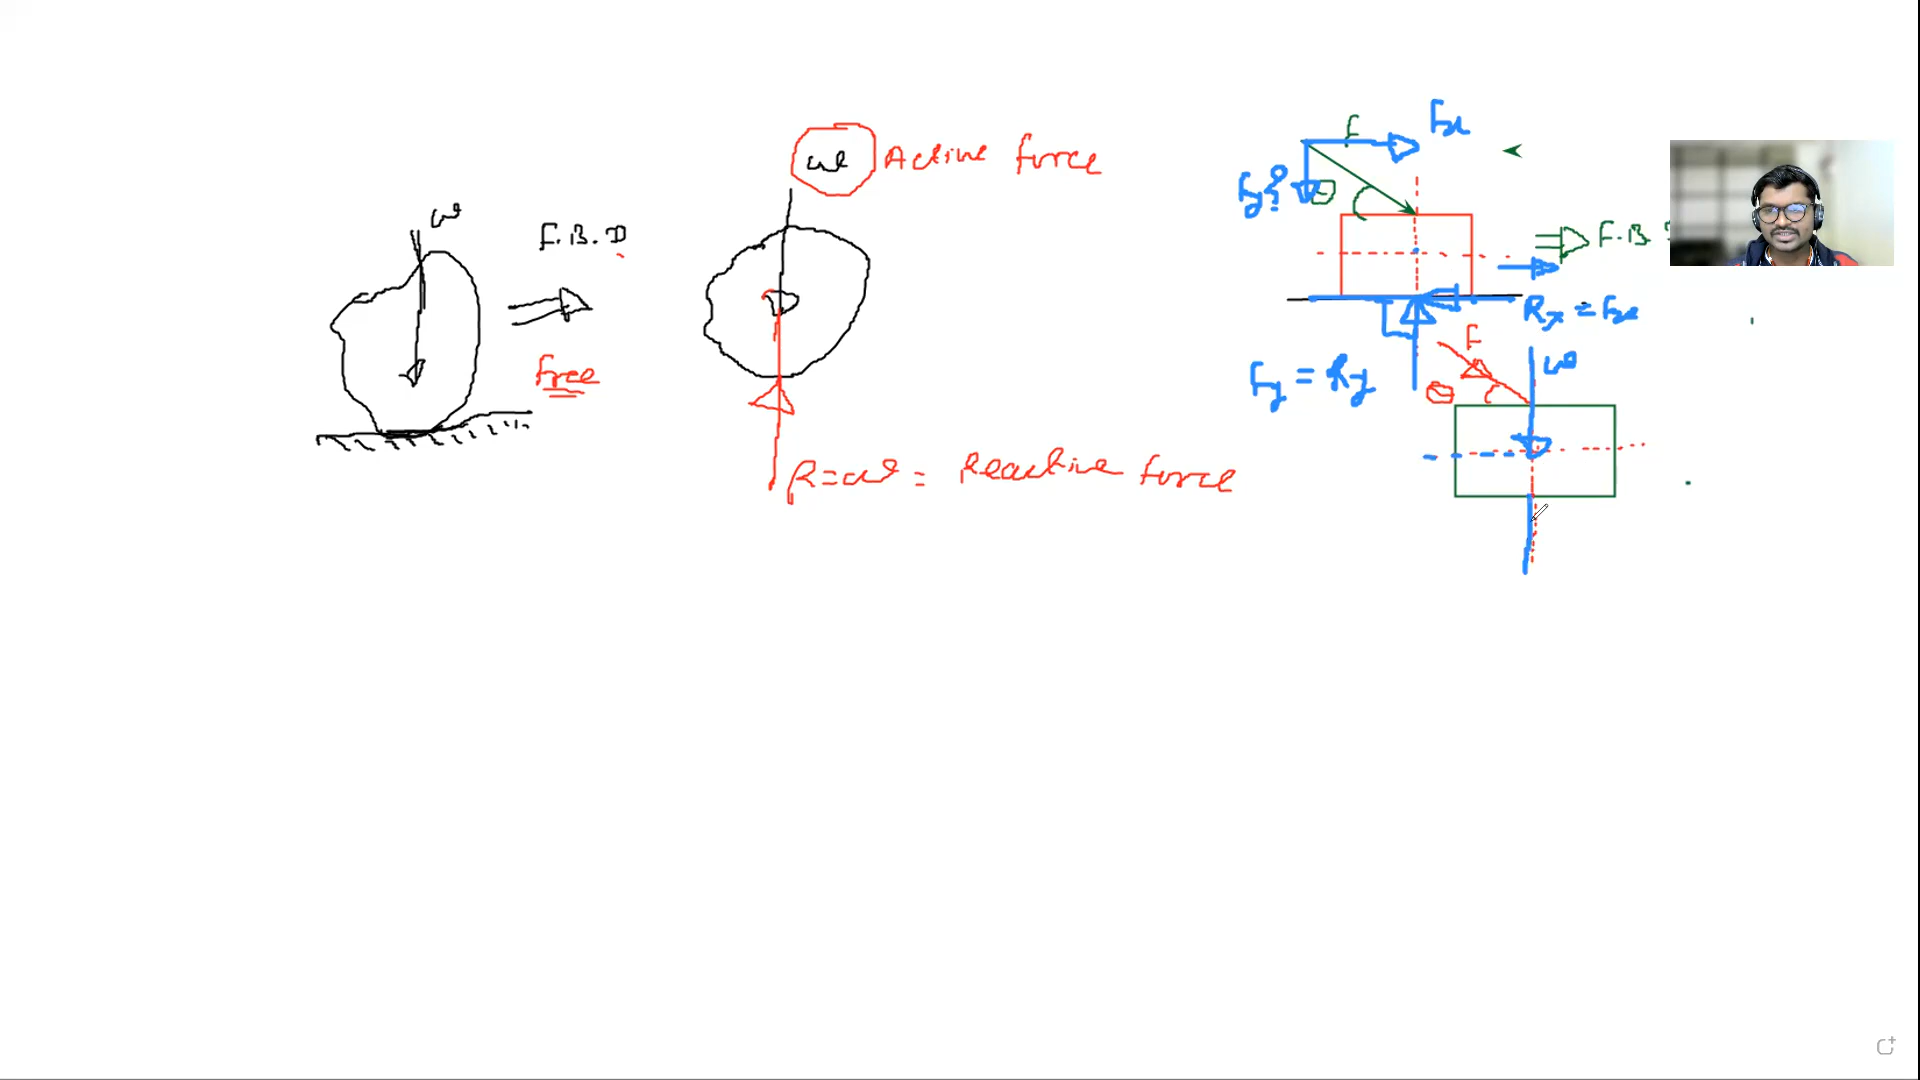 W
F.B.D
Free
W Active force
R=W= Reactive force
F
Fx
Fy?
θ
F.B.
Rx = Fx
Fy = Ry
F
W
θ